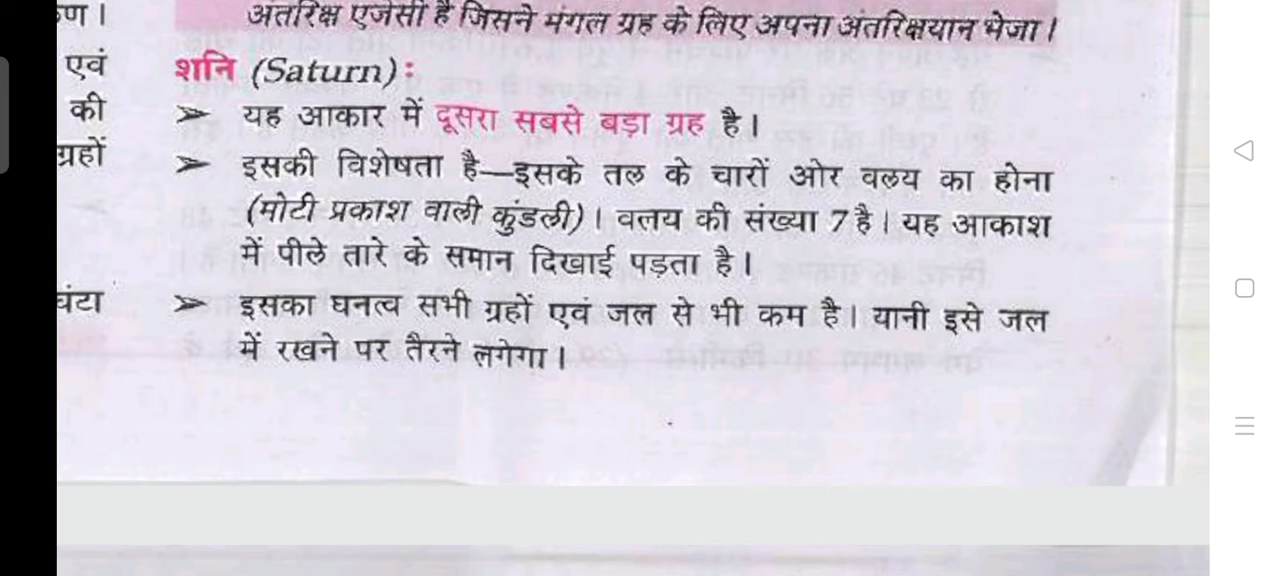 ण ।
एवं
की
ग्रहों
घंटा
अंतरिक्ष एजेंसी है जिसने मंगल ग्रह के लिए अपना अंतरिक्षयान भेजा।
शनि (Saturn) :
➢ यह आकार में दूसरा सबसे बड़ा ग्रह है।
➢ इसकी विशेषता है—इसके तल के चारों ओर वलय का होना
(मोटी प्रकाश वाली कुंडली)। वलय की संख्या 7 है। यह आकाश
में पीले तारे के समान दिखाई पड़ता है।
➢ इसका घनत्व सभी ग्रहों एवं जल से भी कम है। यानी इसे जल
में रखने पर तैरने लगेगा।